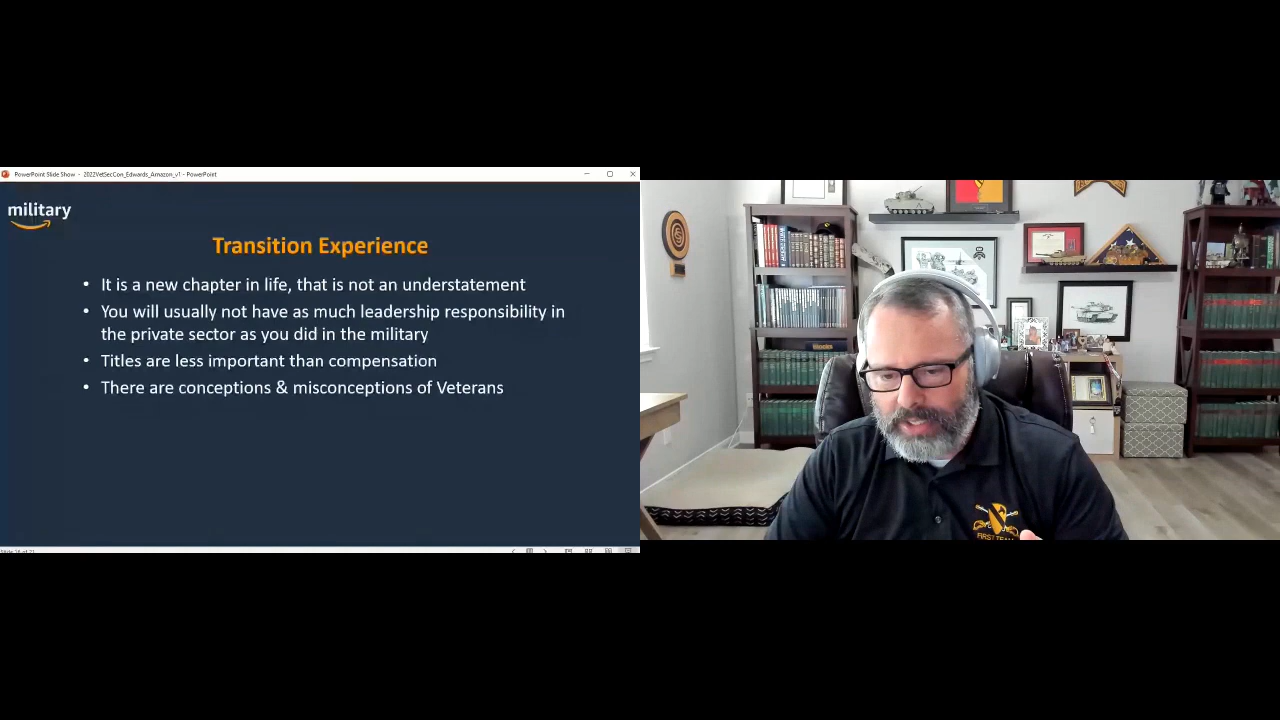 PowerPoint Slide Show - 2022VetSecCon_Edwards_Amazon_v1 - PowerPoint
military
Transition Experience
• It is a new chapter in life, that is not an understatement
• You will usually not have as much leadership responsibility in
the private sector as you did in the military
• Titles are less important than compensation
• There are conceptions & misconceptions of Veterans
FIRST TEAM